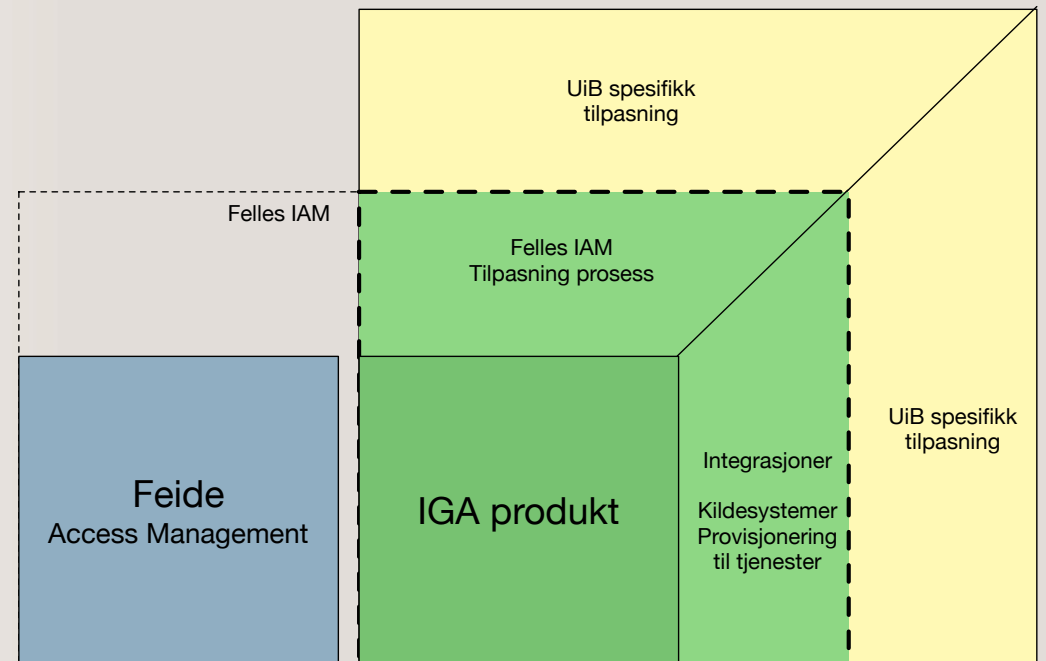 UiB spesifikk
tilpasning
Felles IAM
Felles IAM
Tilpasning prosess
UiB spesifikk
tilpasning
Integrasjoner
Kildesystemer
Provisjonering
til tjenester
Feide
Access Management
IGA produkt